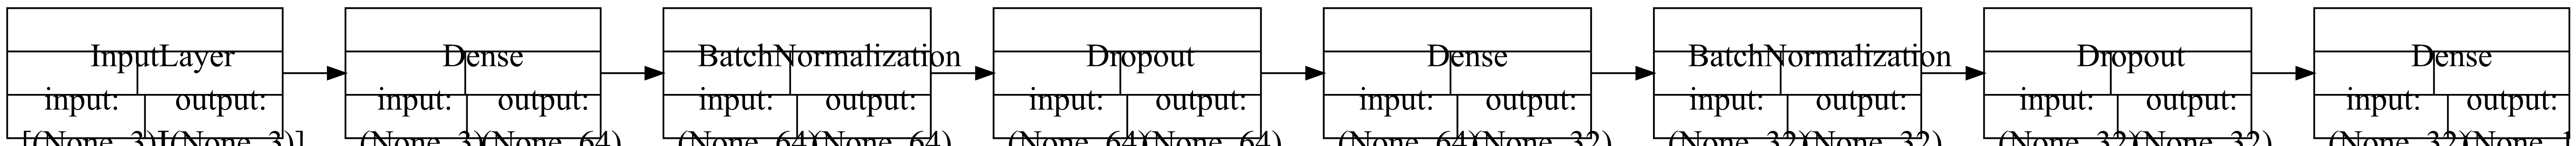 InputLayer
input: output:
[(None, 3)] [(None, 3)]
Dense
input: output:
(None, 3) (None, 64)
BatchNormalization
input: output:
(None, 64) (None, 64)
Dropout
input: output:
(None, 64) (None, 64)
Dense
input: output:
(None, 64) (None, 32)
BatchNormalization
input: output:
(None, 32) (None, 32)
Dropout
input: output:
(None, 32) (None, 32)
Dense
input: output:
(None, 32) (None, 1